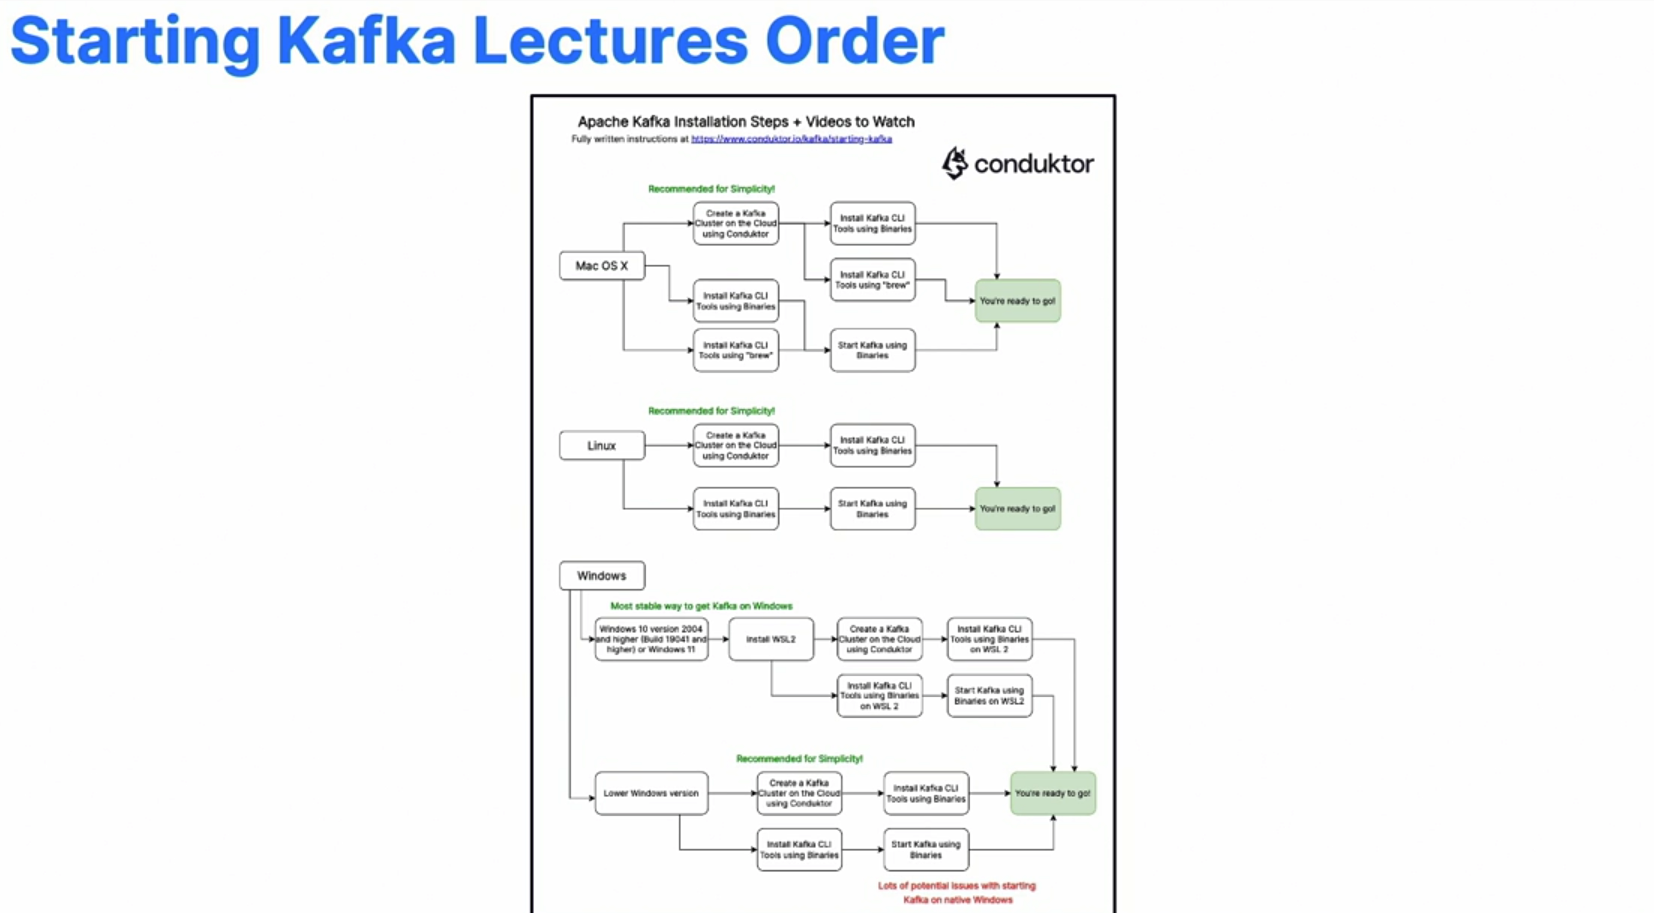 Starting Kafka Lectures Order
Apache Kafka Installation Steps + Videos to Watch
Fully written instructions at https://www.conduktor.io/kafka/starting-kafka
conduktor
Recommended for Simplicity!
Create a Kafka
Cluster on the Cloud
using Conduktor
Install Kafka CLI
Tools using Binaries
Mac OS X
Install Kafka CLI
Tools using "brew"
Install Kafka CLI
Tools using Binaries
You're ready to go!
Install Kafka CLI
Tools using "brew"
Start Kafka using
Binaries
Recommended for Simplicity!
Linux
Create a Kafka
Cluster on the Cloud
using Conduktor
Install Kafka CLI
Tools using Binaries
Install Kafka CLI
Tools using Binaries
Start Kafka using
Binaries
You're ready to go!
Windows
Most stable way to get Kafka on Windows
Windows 10 version 2004
and higher (Build 19041 and
higher) or Windows 11
Install WSL2
Create a Kafka
Cluster on the Cloud
using Conduktor
Install Kafka CLI
Tools using Binaries
on WSL 2
Install Kafka CLI
Tools using Binaries
on WSL 2
Start Kafka using
Binaries on WSL2
Recommended for Simplicity!
Lower Windows version
Create a Kafka
Cluster on the Cloud
using Conduktor
Install Kafka CLI
Tools using Binaries
You're ready to go!
Install Kafka CLI
Tools using Binaries
Start Kafka using
Binaries
Lots of potential issues with starting
Kafka on native Windows